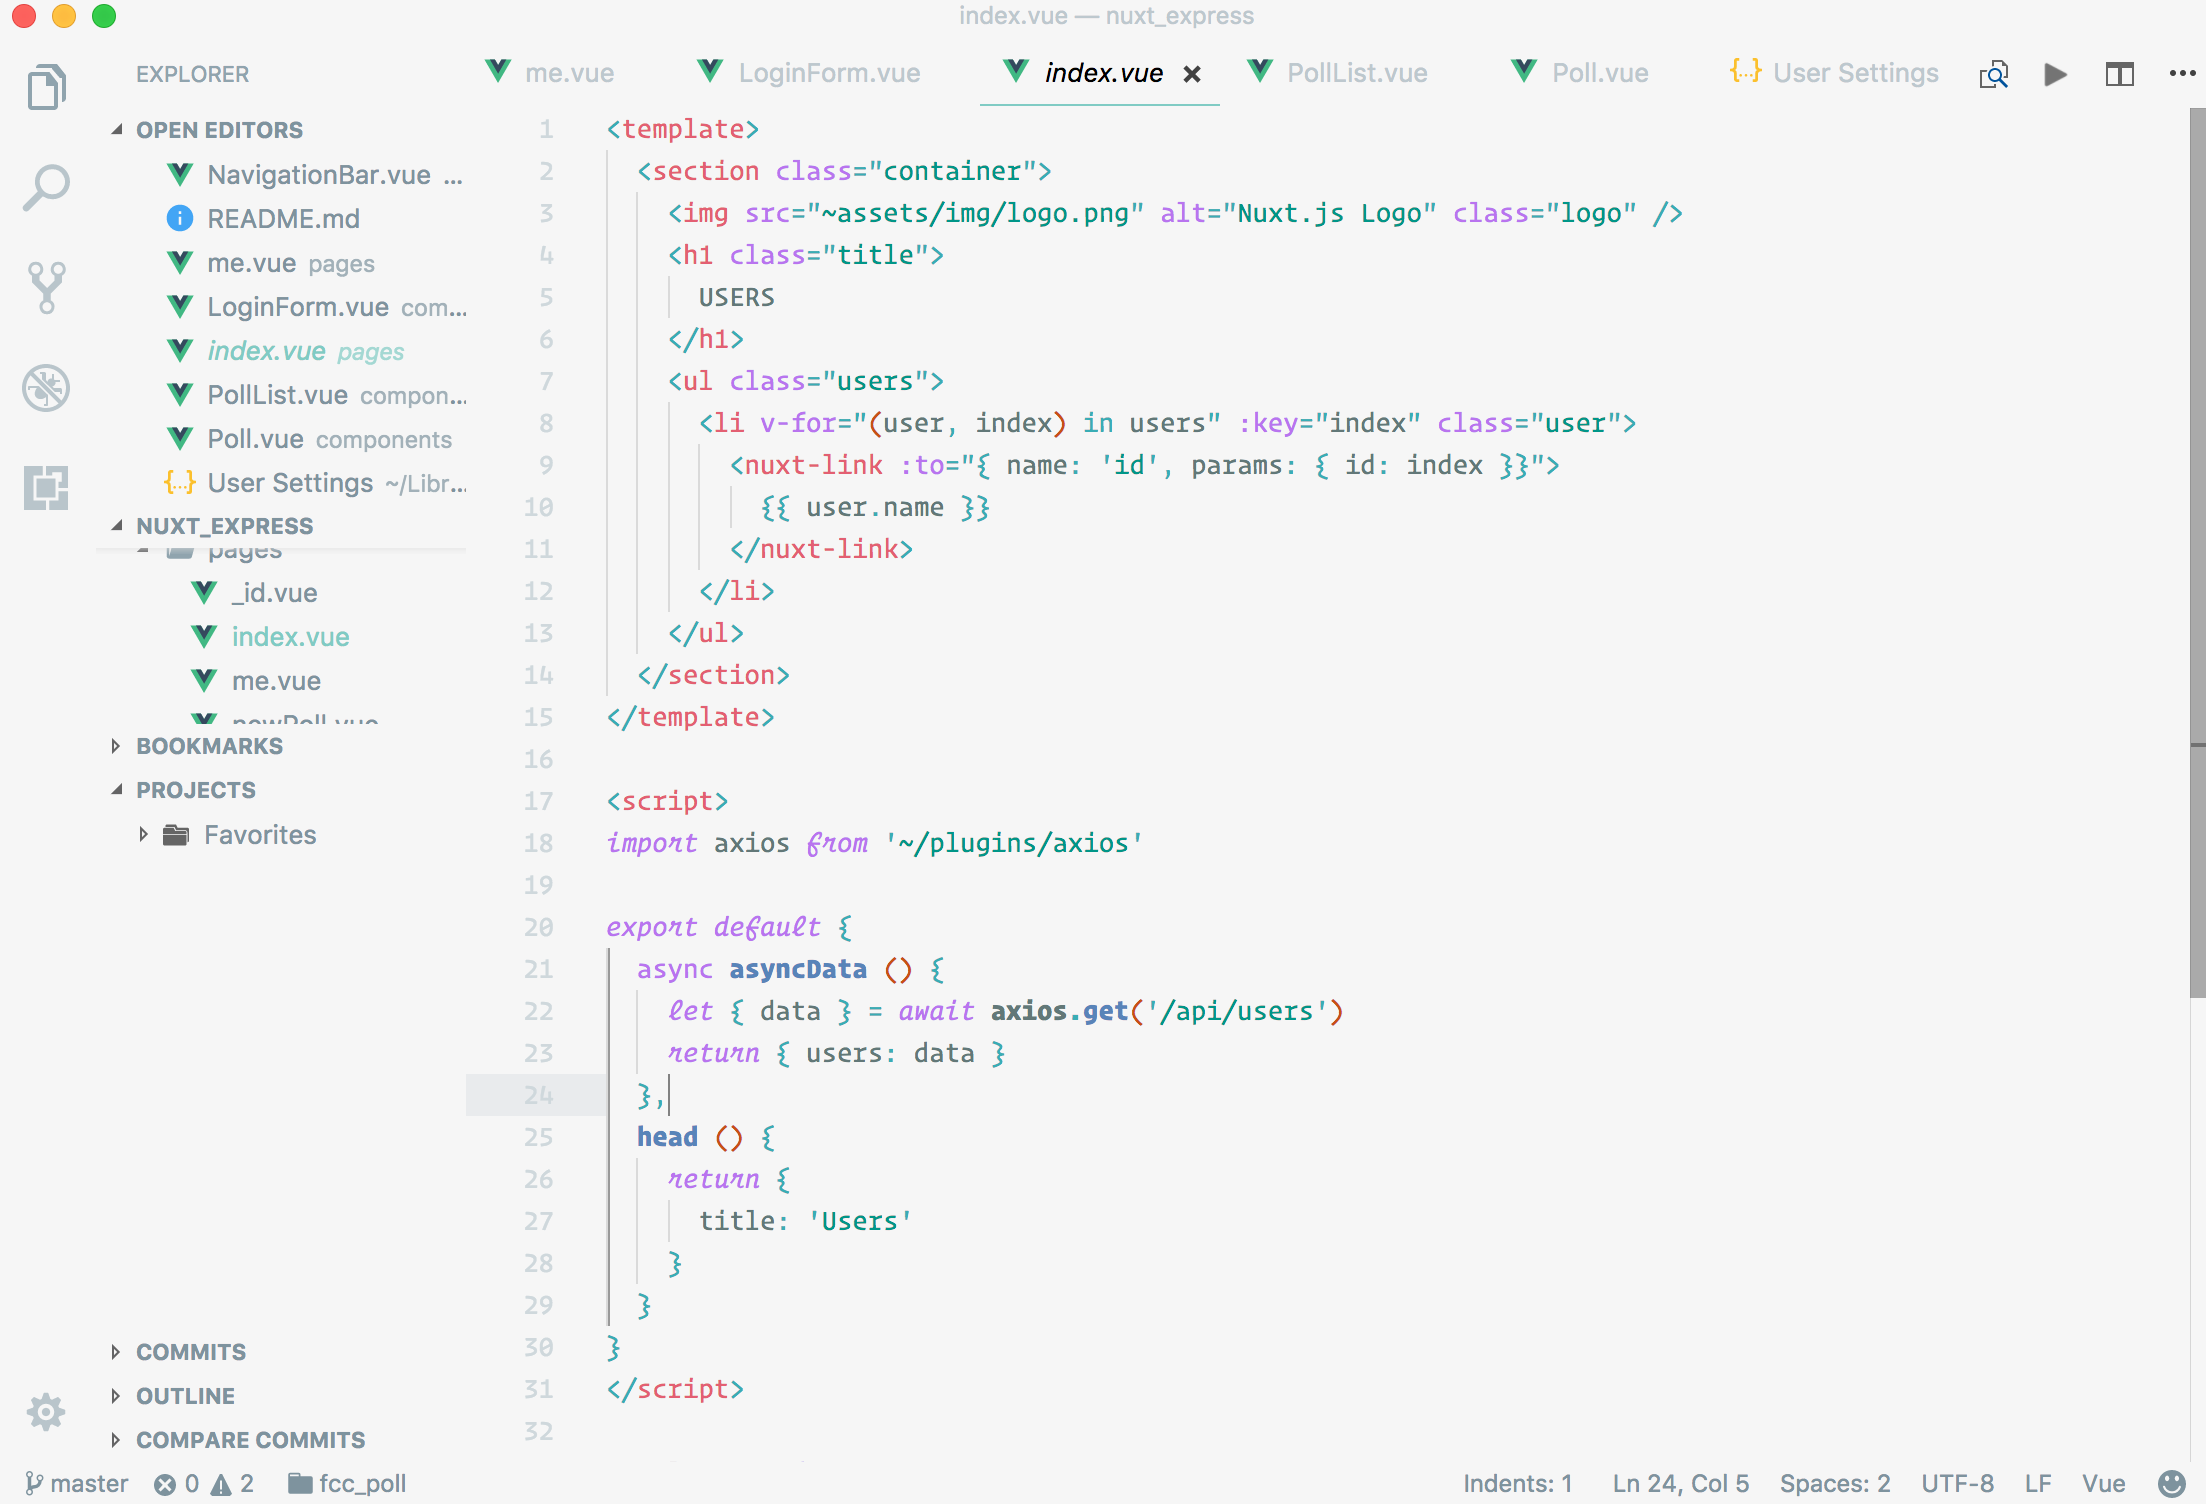 index.vue — nuxt_express
EXPLORER
me.vue
LoginForm.vue
index.vue
PollList.vue
Poll.vue
{..} User Settings
OPEN EDITORS
NavigationBar.vue ...
README.md
me.vue pages
LoginForm.vue com...
index.vue pages
PollList.vue compon...
Poll.vue components
{..} User Settings ~/Libr...
NUXT_EXPRESS
pages
_id.vue
index.vue
me.vue
newPoll.vue
BOOKMARKS
PROJECTS
Favorites
COMMITS
OUTLINE
COMPARE COMMITS
1 <template>
2 <section class="container">
3 <img src="~assets/img/logo.png" alt="Nuxt.js Logo" class="logo" />
4 <h1 class="title">
5 USERS
6 </h1>
7 <ul class="users">
8 <li v-for="(user, index) in users" :key="index" class="user">
9 <nuxt-link :to="{ name: 'id', params: { id: index }}">
10 {{ user.name }}
11 </nuxt-link>
12 </li>
13 </ul>
14 </section>
15 </template>
16
17 <script>
18 import axios from '~/plugins/axios'
19
20 export default {
21 async asyncData () {
22 let { data } = await axios.get('/api/users')
23 return { users: data }
24 },
25 head () {
26 return {
27 title: 'Users'
28 }
29 }
30 }
31 </script>
32
master 0 2 fcc_poll
Indents: 1 Ln 24, Col 5 Spaces: 2 UTF-8 LF Vue